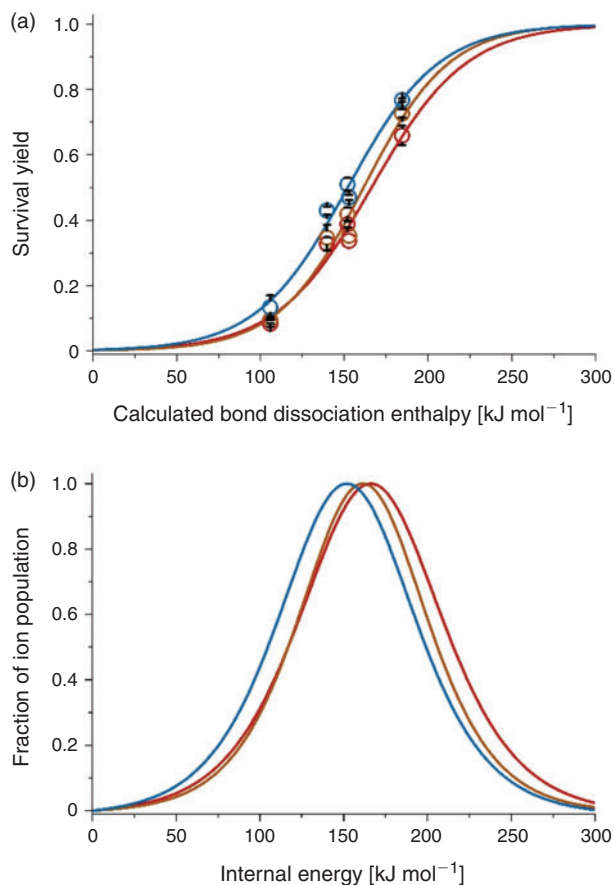 (a)
1.0
0.8
0.6
0.4
0.2
0
Survival yield
0 50 100 150 200 250 300
Calculated bond dissociation enthalpy [kJ mol⁻¹]
(b)
1.0
0.8
0.6
0.4
0.2
0
Fraction of ion population
0 50 100 150 200 250 300
Internal energy [kJ mol⁻¹]